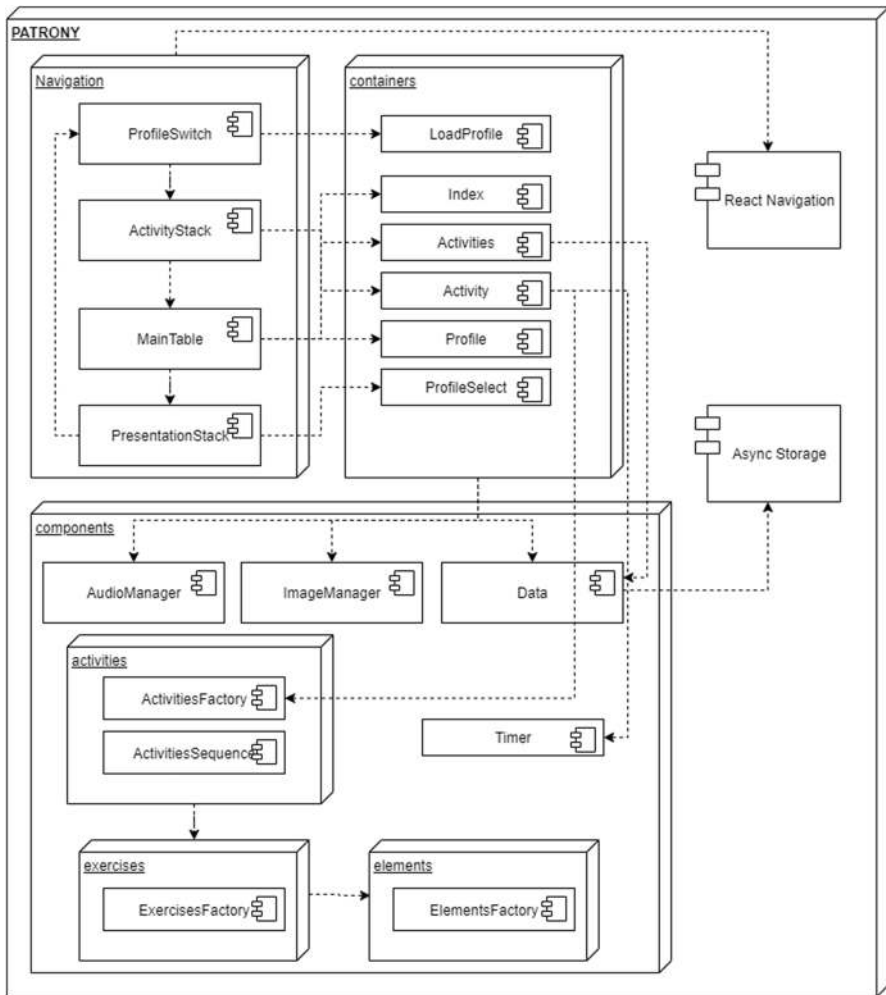 PATRONY
Navigation
containers
ProfileSwitch
LoadProfile
Index
React Navigation
ActivityStack
Activities
Activity
MainTable
Profile
ProfileSelect
PresentationStack
Async Storage
components
AudioManager
ImageManager
Data
activities
ActivitiesFactory
Timer
ActivitiesSequence
exercises
elements
ExercisesFactory
ElementsFactory